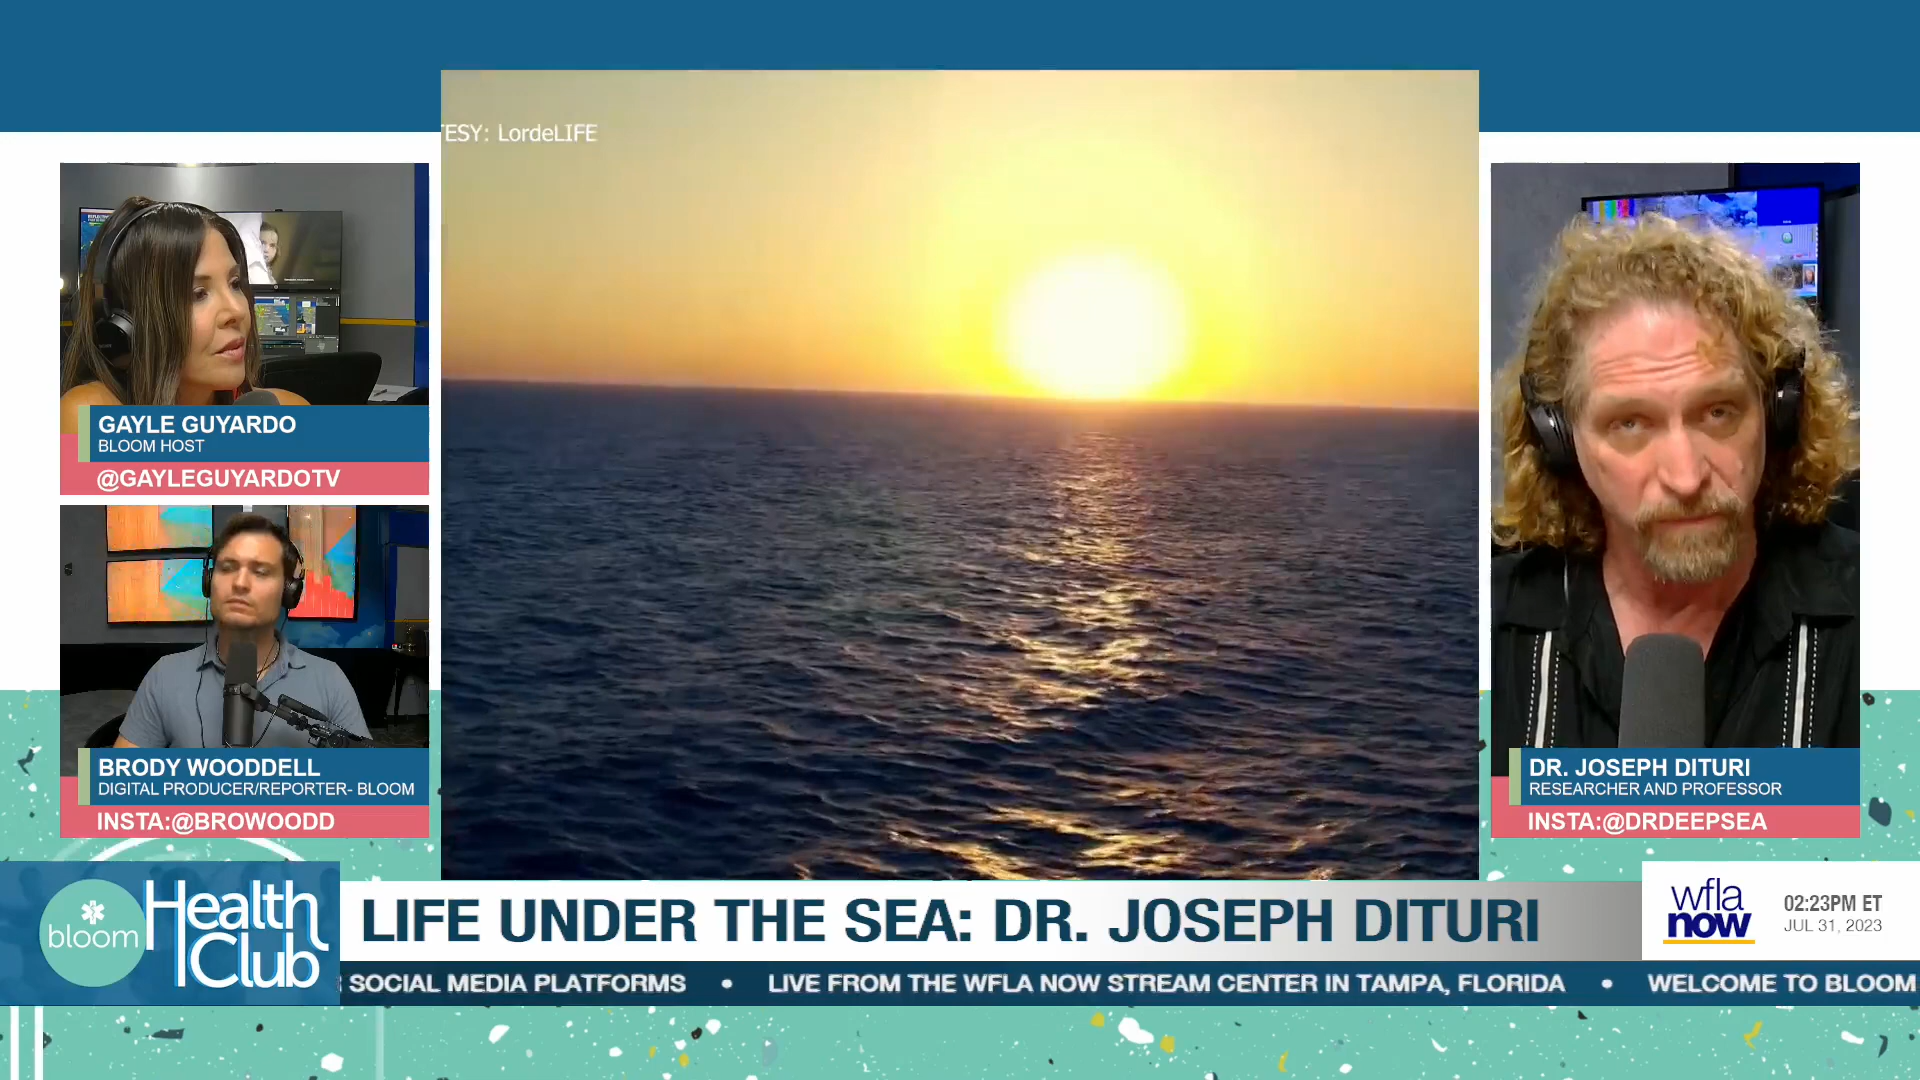 TESY: LordeLIFE
GAYLE GUYARDO
BLOOM HOST
@GAYLEGUYARDOTV
BRODY WOODDELL
DIGITAL PRODUCER/REPORTER- BLOOM
INSTA:@BROWOODD
DR. JOSEPH DITURI
RESEARCHER AND PROFESSOR
INSTA:@DRDEEPSEA
bloom
Health
Club
LIFE UNDER THE SEA: DR. JOSEPH DITURI
wfla
now
02:23PM ET
JUL 31, 2023
SOCIAL MEDIA PLATFORMS • LIVE FROM THE WFLA NOW STREAM CENTER IN TAMPA, FLORIDA • WELCOME TO BLOOM